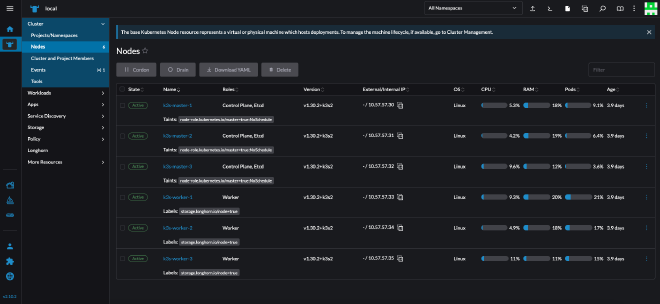 local
All Namespaces
Cluster
Projects/Namespaces
Nodes 6
Cluster and Project Members
Events
Tools
Workloads
Apps
Service Discovery
Storage
Policy
Longhorn
More Resources
The base Kubernetes Node resource represents a virtual or physical machine which hosts deployments. To manage the machine lifecycle, if available, go to Cluster Management.
Nodes
Cordon Drain Download YAML Delete Filter
State Name Roles Version External/Internal IP OS CPU RAM Pods Age
Active k3s-master-1 Control Plane, Etcd v1.30.2+k3s2 - / 10.57.57.30 Linux 5.3% 18% 9.1% 3.9 days
Taints: node-role.kubernetes.io/master=true:NoSchedule
Active k3s-master-2 Control Plane, Etcd v1.30.2+k3s2 - / 10.57.57.31 Linux 4.2% 19% 6.4% 3.9 days
Taints: node-role.kubernetes.io/master=true:NoSchedule
Active k3s-master-3 Control Plane, Etcd v1.30.2+k3s2 - / 10.57.57.32 Linux 9.6% 12% 3.6% 3.9 days
Taints: node-role.kubernetes.io/master=true:NoSchedule
Active k3s-worker-1 Worker v1.30.2+k3s2 - / 10.57.57.33 Linux 9.3% 20% 21% 3.9 days
Labels: storage.longhorn.io/node=true
Active k3s-worker-2 Worker v1.30.2+k3s2 - / 10.57.57.34 Linux 4.9% 18% 17% 3.9 days
Labels: storage.longhorn.io/node=true
Active k3s-worker-3 Worker v1.30.2+k3s2 - / 10.57.57.35 Linux 11% 11% 15% 3.9 days
Labels: storage.longhorn.io/node=true